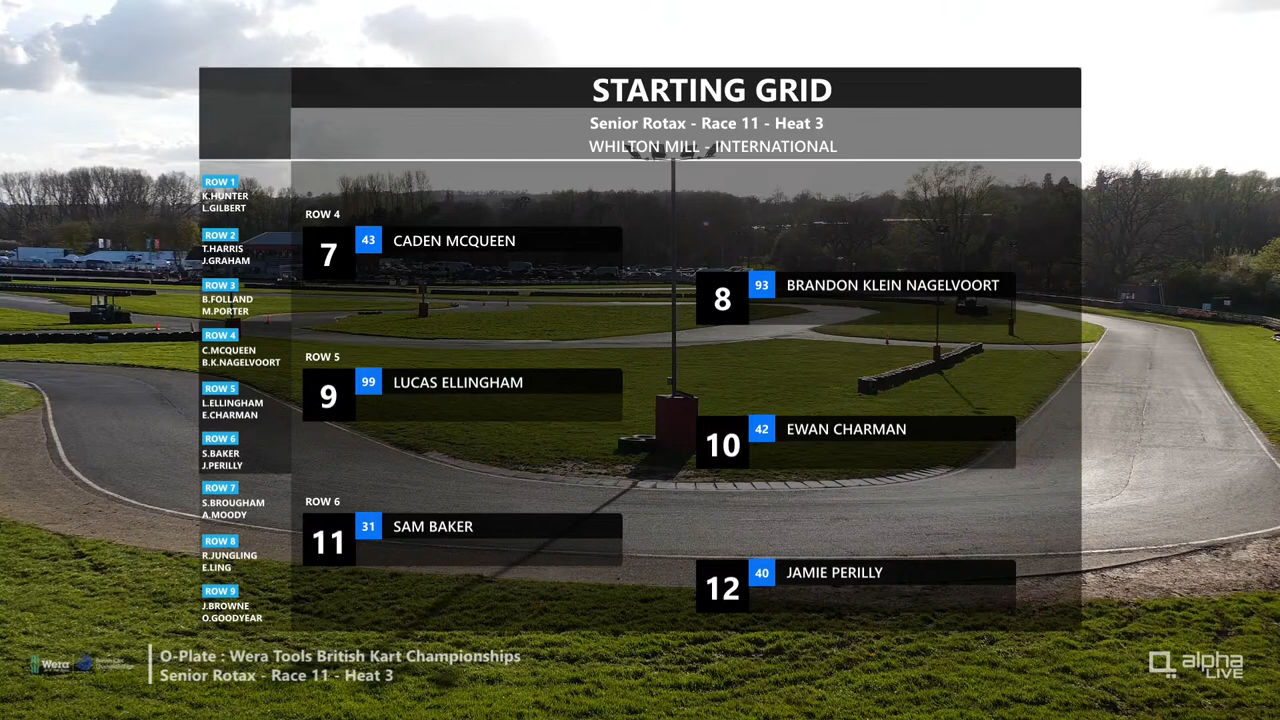 STARTING GRID
Senior Rotax - Race 11 - Heat 3
WHILTON MILL - INTERNATIONAL
ROW 1
K.HUNTER
L.GILBERT
ROW 2
T.HARRIS
J.GRAHAM
ROW 3
B.FOLLAND
M.PORTER
ROW 4
C.MCQUEEN
B.K.NAGELVOORT
ROW 5
L.ELLINGHAM
E.CHARMAN
ROW 6
S.BAKER
J.PERILLY
ROW 7
S.BROUGHAM
A.MOODY
ROW 8
R.JUNGLING
E.LING
ROW 9
J.BROWNE
O.GOODYEAR
ROW 4
7 43 CADEN MCQUEEN
8 93 BRANDON KLEIN NAGELVOORT
ROW 5
9 99 LUCAS ELLINGHAM
10 42 EWAN CHARMAN
ROW 6
11 31 SAM BAKER
12 40 JAMIE PERILLY
Wera
O-Plate : Wera Tools British Kart Championships
Senior Rotax - Race 11 - Heat 3
alpha
LIVE